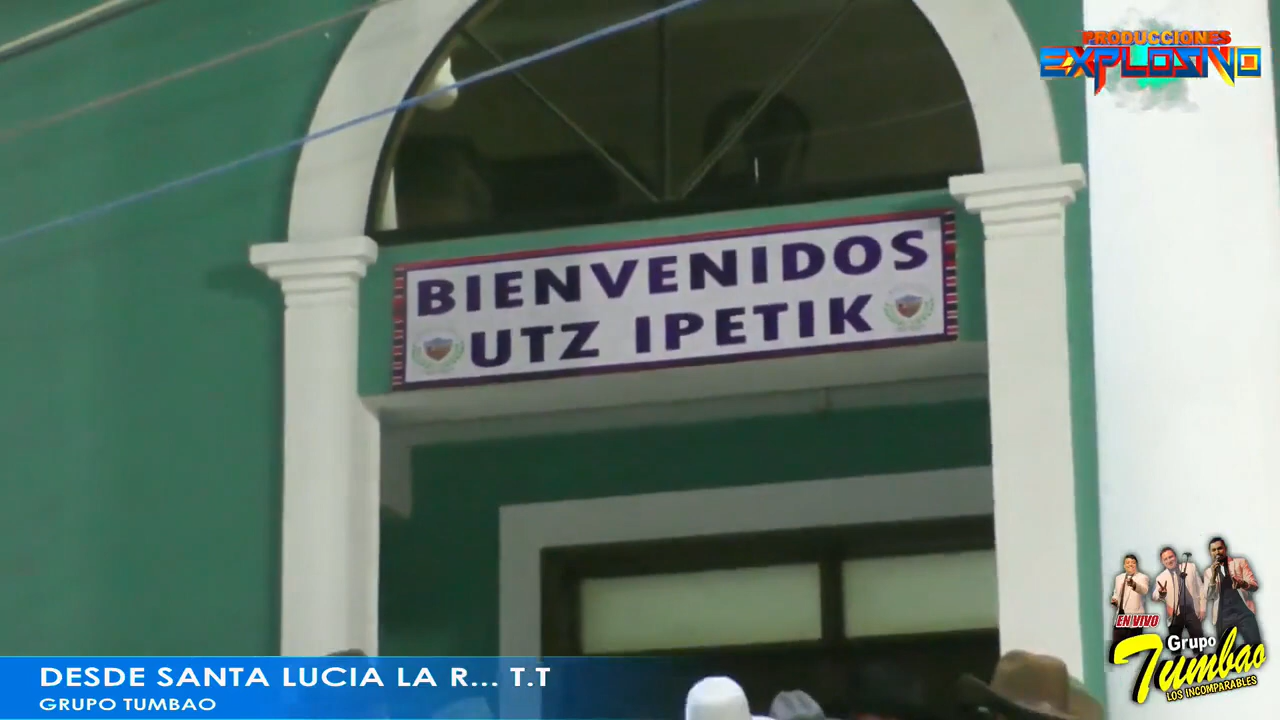 PRODUCCIONES
EXPLOSIVO
BIENVENIDOS
UTZ IPETIK
EN VIVO
Grupo
Tumbao
LOS INCOMPARABLES
DESDE SANTA LUCIA LA R... T.T
GRUPO TUMBAO